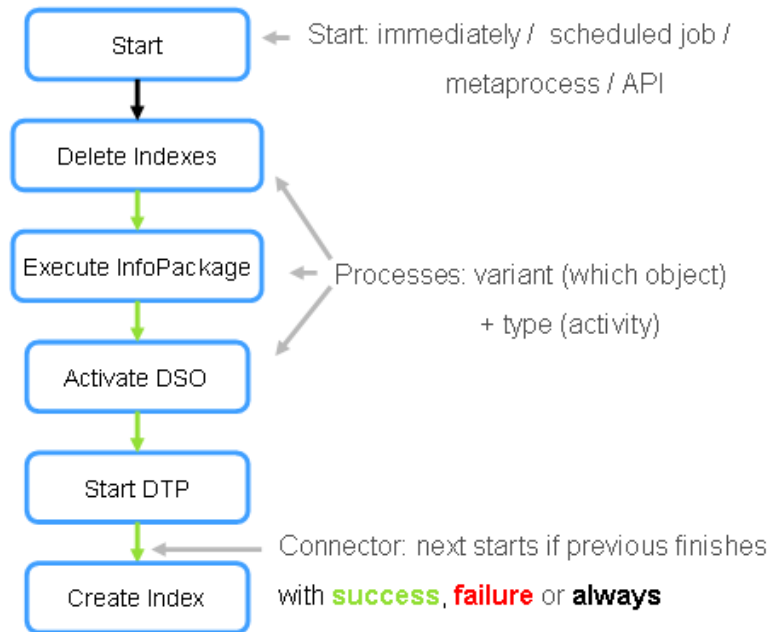 Start
Start: immediately / scheduled job /
metaprocess / API
Delete Indexes
Execute InfoPackage
Processes: variant (which object)
+ type (activity)
Activate DSO
Start DTP
Connector: next starts if previous finishes
with success, failure or always
Create Index